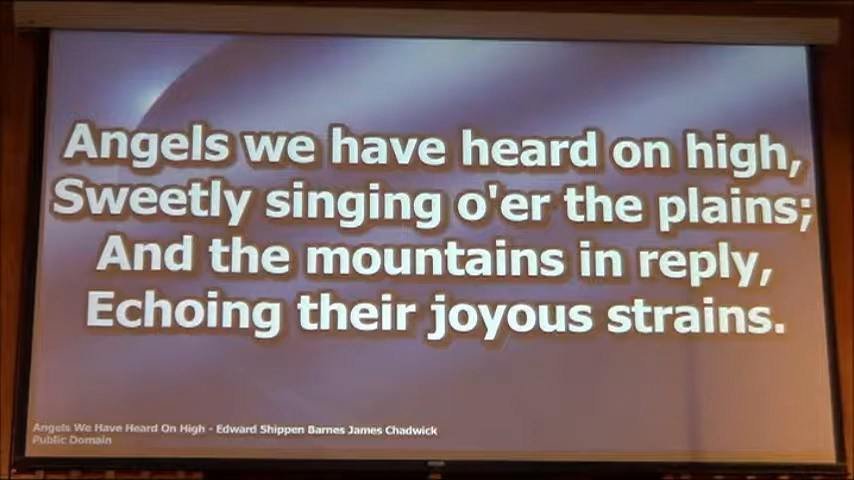 Angels we have heard on high,
Sweetly singing o'er the plains;
And the mountains in reply,
Echoing their joyous strains.
Angels We Have Heard On High - Edward Shippen Barnes James Chadwick
Public Domain